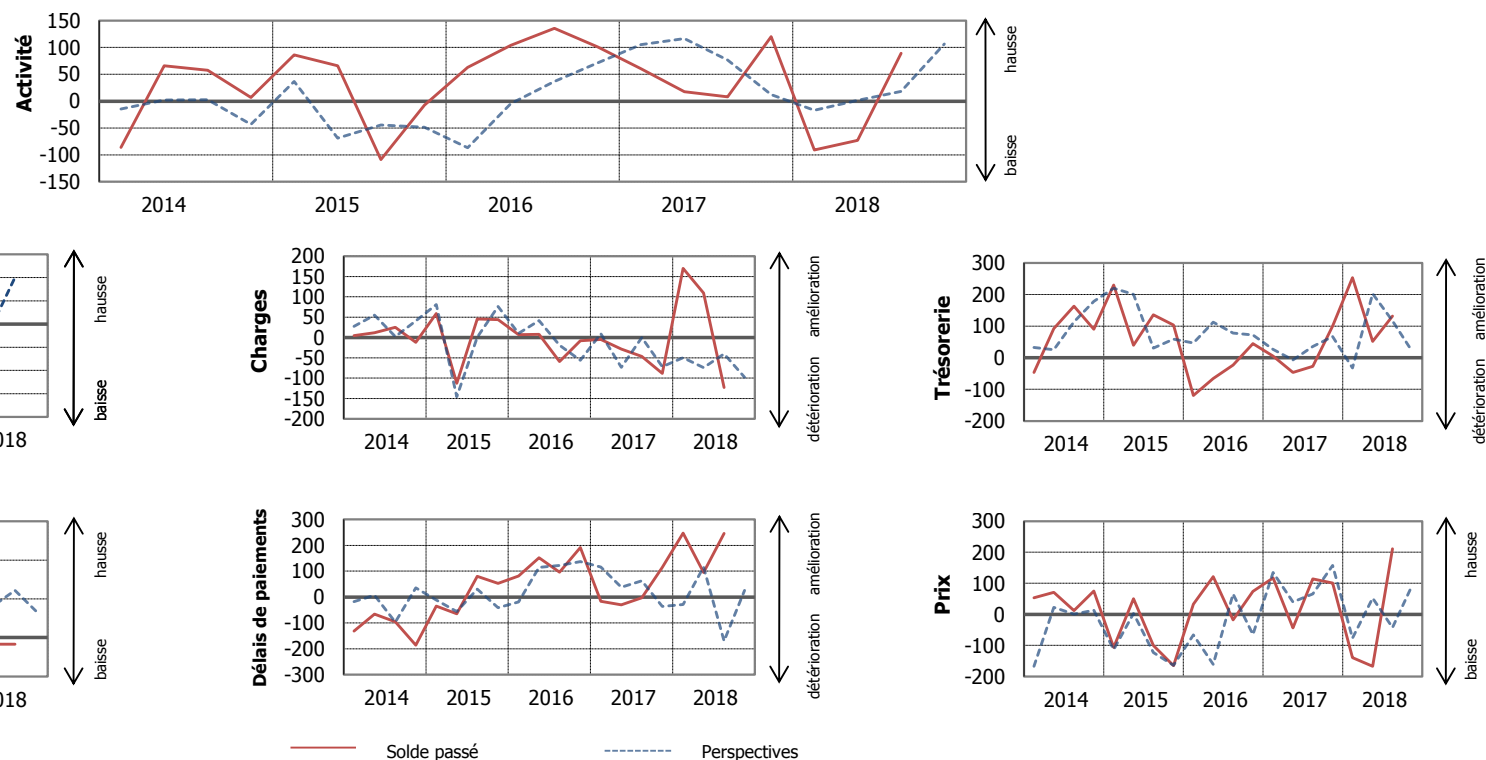 Activité
150
100
50
0
-50
-100
-150
2014 2015 2016 2017 2018
hausse
baisse
018
hausse
baisse
Charges
200
150
100
50
0
-50
-100
-150
-200
2014 2015 2016 2017 2018
amélioration
détérioration
Trésorerie
300
200
100
0
-100
-200
2014 2015 2016 2017 2018
amélioration
détérioration
018
hausse
baisse
Délais de paiements
300
200
100
0
-100
-200
-300
2014 2015 2016 2017 2018
amélioration
détérioration
Prix
300
200
100
0
-100
-200
2014 2015 2016 2017 2018
hausse
baisse
Solde passé Perspectives